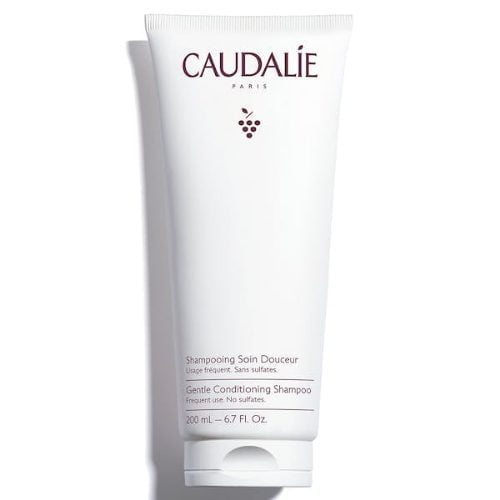 CAUDALÍE
PARIS
Shampooing Soin Douceur
Usage fréquent. Sans sulfates.
Gentle Conditioning Shampoo
Frequent use. No sulfates.
200 mL – 6.7 Fl. Oz.